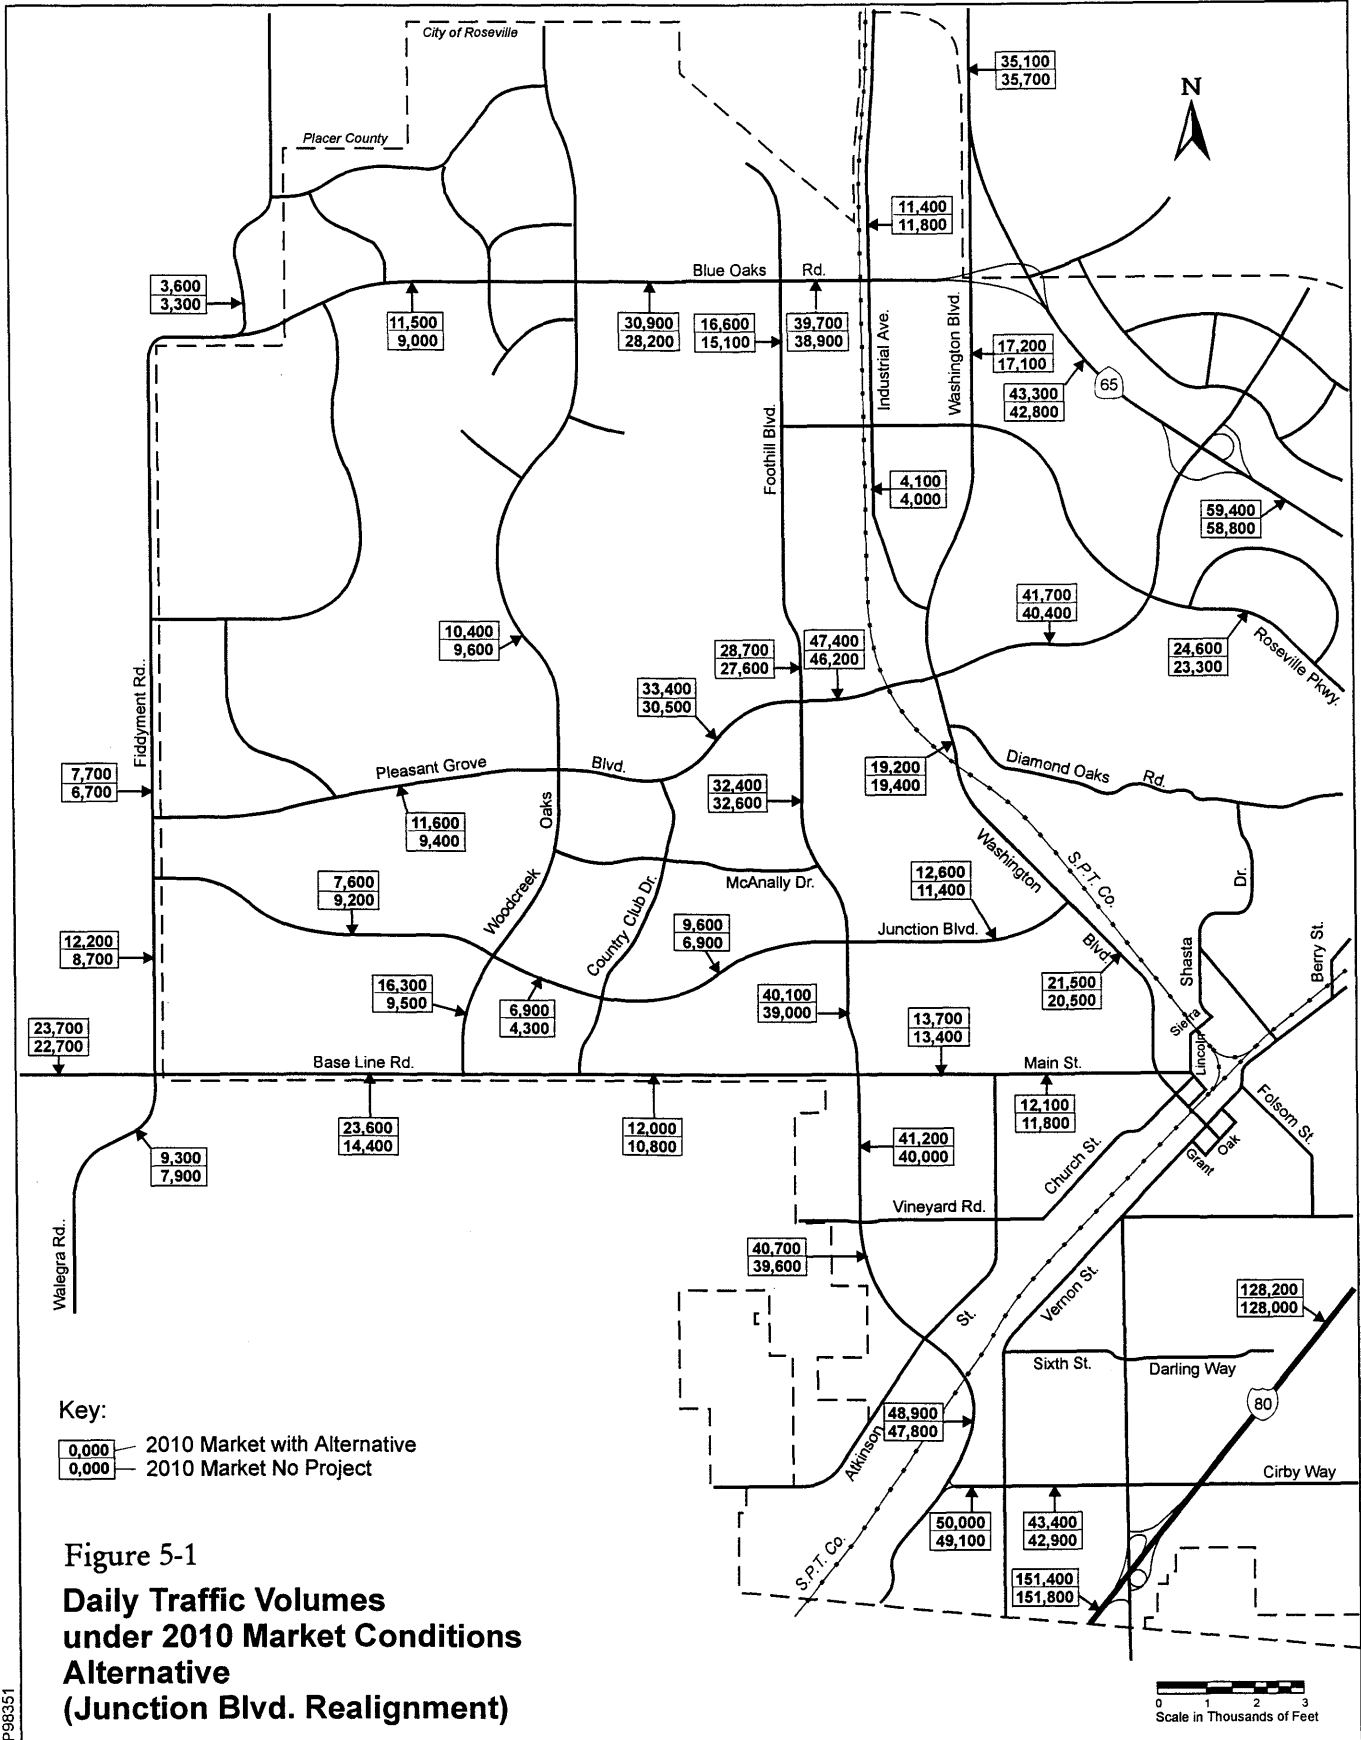 City of Roseville
35,100
35,700
N
Placer County
11,400
11,800
Blue Oaks Rd.
3,600
3,300
11,500
9,000
30,900
28,200
16,600
15,100
39,700
38,900
Industrial Ave.
Washington Blvd.
17,200
17,100
43,300
42,800
65
Foothill Blvd.
4,100
4,000
59,400
58,800
41,700
40,400
10,400
9,600
28,700
27,600
47,400
46,200
24,600
23,300
Roseville Pkwy.
33,400
30,500
Fiddyment Rd..
Pleasant Grove Blvd.
7,700
6,700
11,600
9,400
Oaks
32,400
32,600
19,200
19,400
Diamond Oaks Rd.
Washington
S.P.T. Co.
Dr.
McAnally Dr.
7,600
9,200
Woodcreek
Country Club Dr.
12,600
11,400
9,600
6,900
Junction Blvd.
Blvd.
Shasta
Berry St.
12,200
8,700
16,300
9,500
6,900
4,300
40,100
39,000
21,500
20,500
23,700
22,700
13,700
13,400
Sierra
Lincoln
Base Line Rd.
Main St.
23,600
14,400
12,000
10,800
12,100
11,800
Folsom St.
9,300
7,900
41,200
40,000
Church St.
Grant
Oak
Vineyard Rd.
Walegra Rd..
40,700
39,600
St.
Vernon St.
128,200
128,000
Sixth St.
Darling Way
80
48,900
47,800
Atkinson
Cirby Way
Key:
0,000 2010 Market with Alternative
0,000 2010 Market No Project
50,000
49,100
43,400
42,900
S.P.T. Co.
151,400
151,800
Figure 5-1
Daily Traffic Volumes
under 2010 Market Conditions
Alternative
(Junction Blvd. Realignment)
P98351
0 1 2 3
Scale in Thousands of Feet